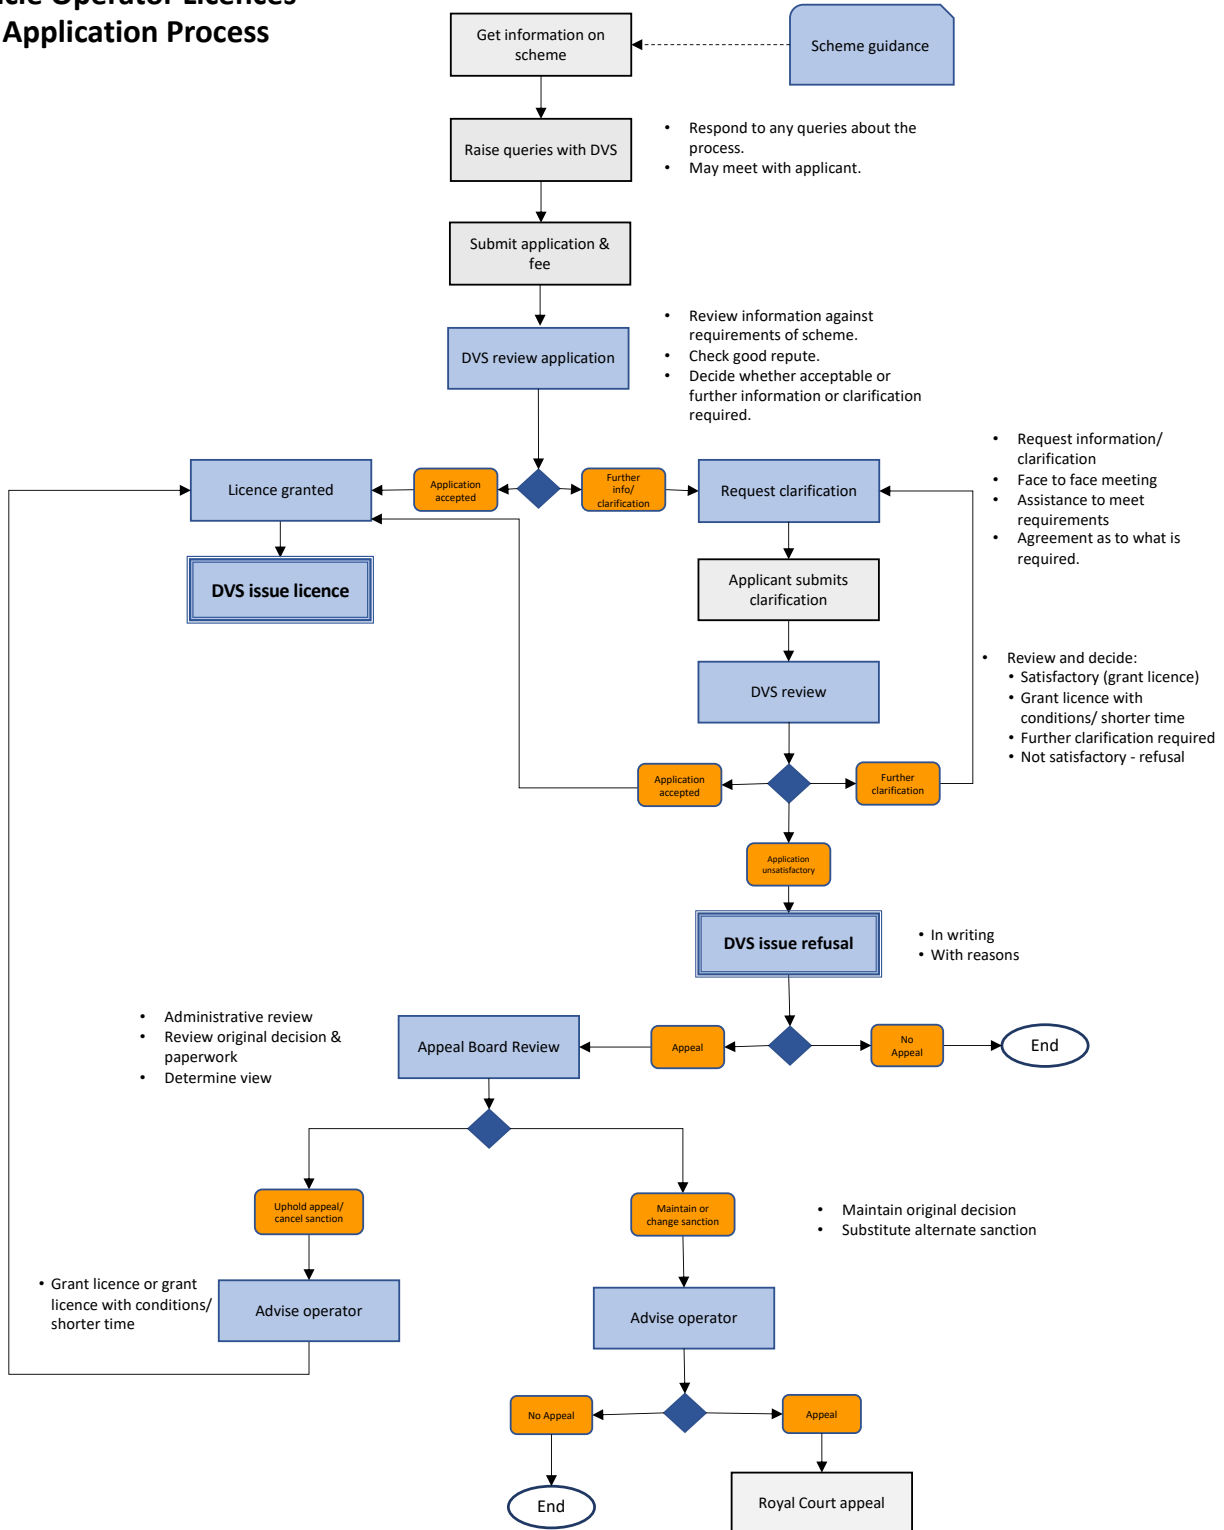 Operator Licences
Application Process
Get information on
scheme
Scheme guidance
Raise queries with DVS
• Respond to any queries about the
process.
• May meet with applicant.
Submit application &
fee
DVS review application
• Review information against
requirements of scheme.
• Check good repute.
• Decide whether acceptable or
further information or clarification
required.
Licence granted
Application
accepted
Further
info/
clarification
Request clarification
• Request information/
clarification
• Face to face meeting
• Assistance to meet
requirements
• Agreement as to what is
required.
DVS issue licence
Applicant submits
clarification
DVS review
• Review and decide:
• Satisfactory (grant licence)
• Grant licence with
conditions/ shorter time
• Further clarification required
• Not satisfactory - refusal
Application
accepted
Further
clarification
Application
unsatisfactory
DVS issue refusal
• In writing
• With reasons
• Administrative review
• Review original decision &
paperwork
• Determine view
Appeal Board Review
Appeal
No
Appeal
End
Uphold appeal/
cancel sanction
Maintain or
change sanction
• Maintain original decision
• Substitute alternate sanction
• Grant licence or grant
licence with conditions/
shorter time
Advise operator
Advise operator
No Appeal
Appeal
End
Royal Court appeal